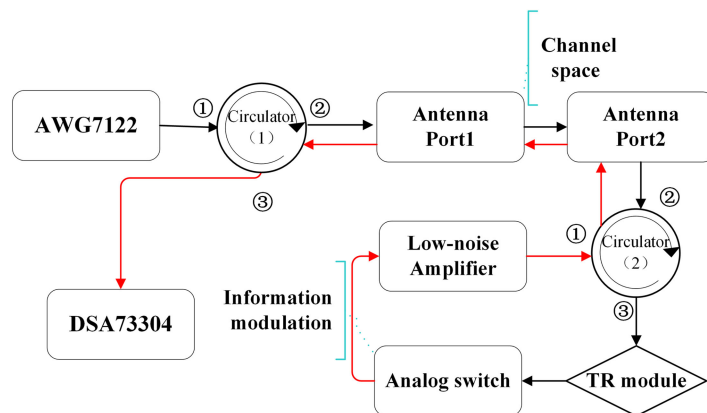 Channel
space
①
②
AWG7122
Circulator
（1）
Antenna
Port1
Antenna
Port2
③
②
①
Low-noise
Amplifier
Circulator
（2）
Information
modulation
DSA73304
③
Analog switch
TR module